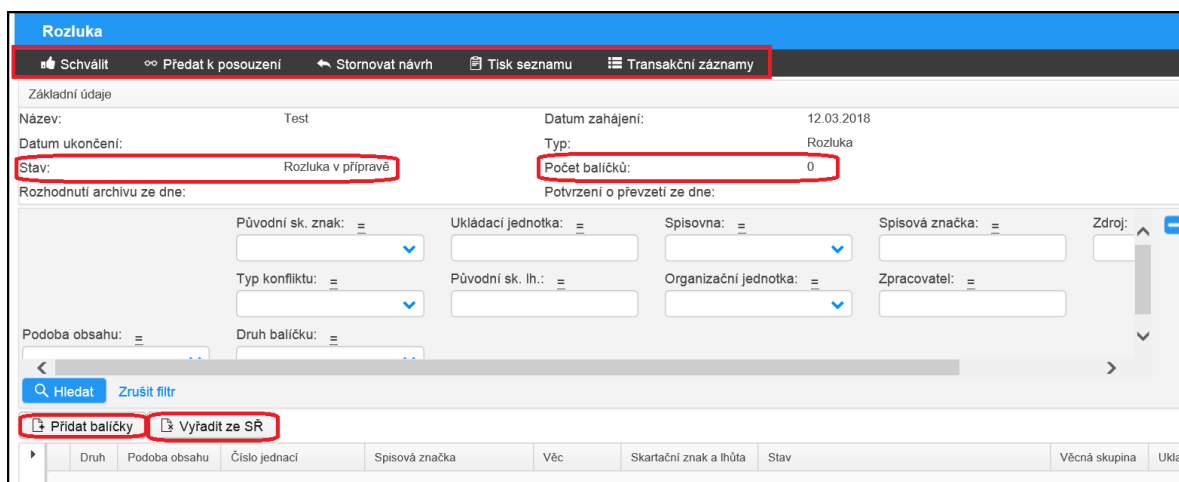 Rozluka
Schválit Předat k posouzení Stornovat návrh Tisk seznamu Transakční záznamy
Základní údaje
Název: Test Datum zahájení: 12.03.2018
Datum ukončení: Typ: Rozluka
Stav: Rozluka v přípravě Počet balíčků: 0
Rozhodnutí archivu ze dne: Potvrzení o převzetí ze dne:
Původní sk. znak: = Ukládací jednotka: = Spisovna: = Spisová značka: = Zdroj:
Typ konfliktu: = Původní sk. lh.: = Organizační jednotka: = Zpracovatel: =
Podoba obsahu: = Druh balíčku: =
Hledat Zrušit filtr
Přidat balíčky Vyřadit ze SŘ
Druh Podoba obsahu Číslo jednací Spisová značka Věc Skartační znak a lhůta Stav Věcná skupina